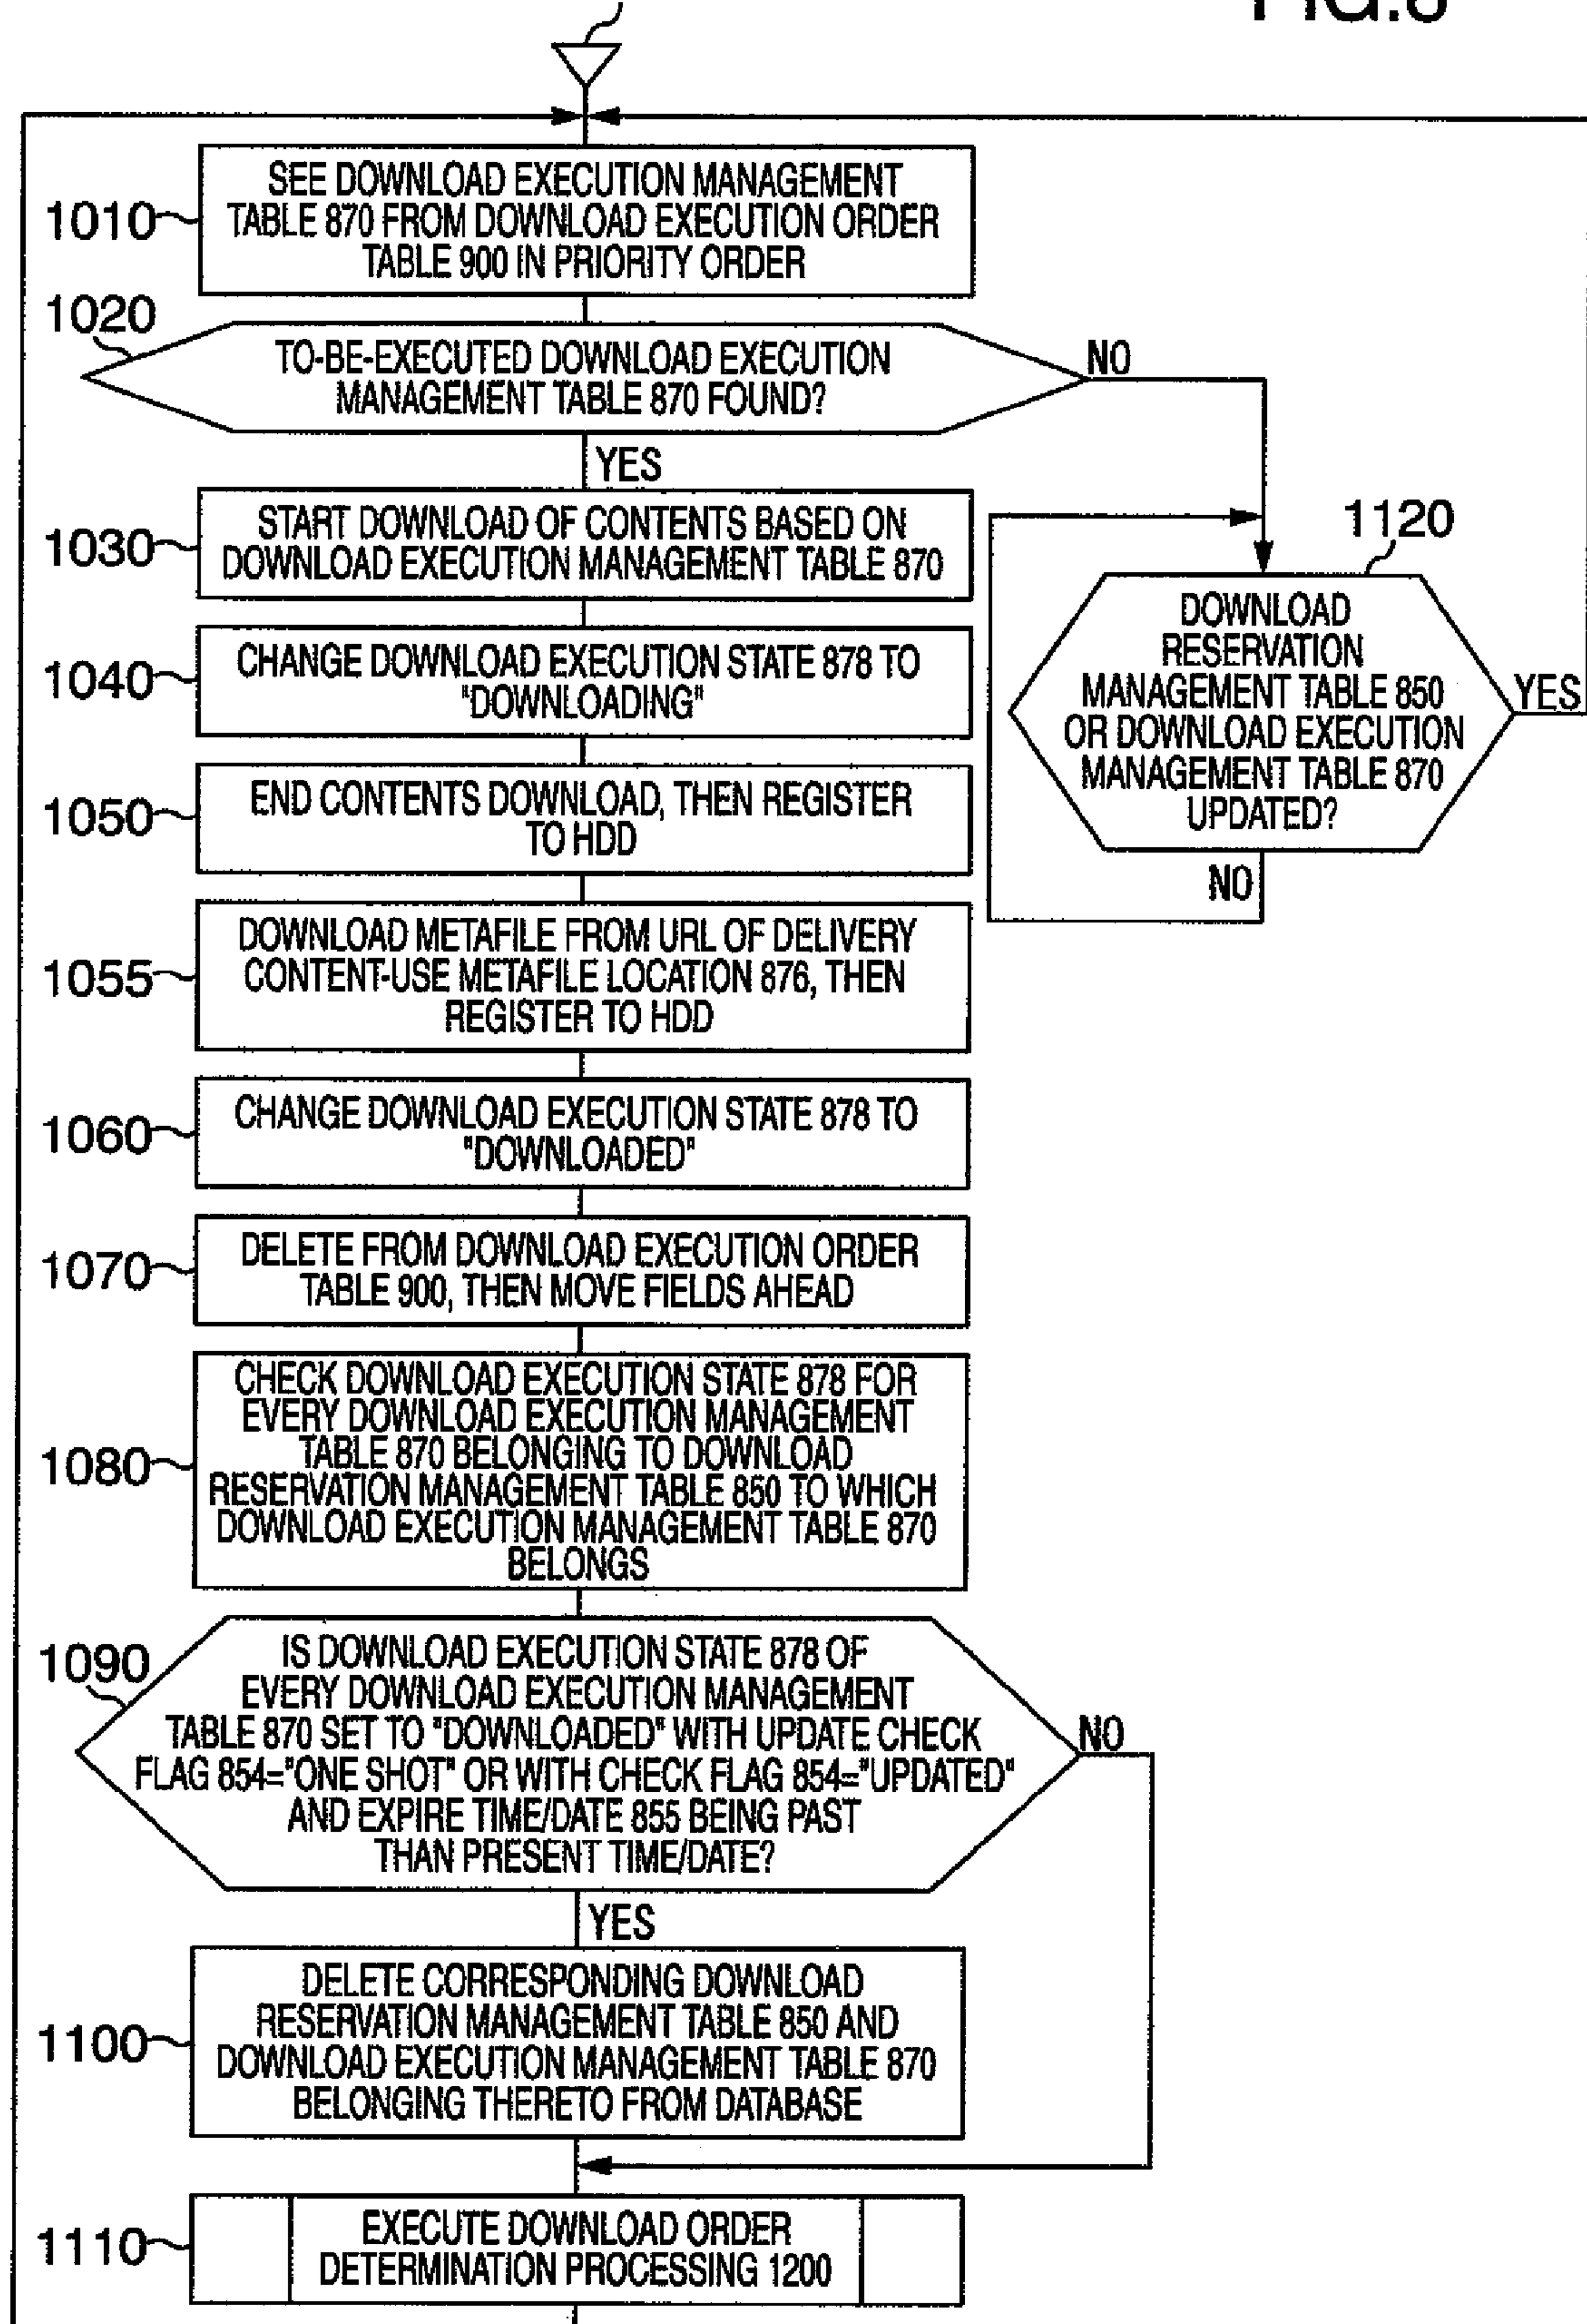 1010
SEE DOWNLOAD EXECUTION MANAGEMENT
TABLE 870 FROM DOWNLOAD EXECUTION ORDER
TABLE 900 IN PRIORITY ORDER
1020
TO-BE-EXECUTED DOWNLOAD EXECUTION
MANAGEMENT TABLE 870 FOUND?
NO
YES
1030
START DOWNLOAD OF CONTENTS BASED ON
DOWNLOAD EXECUTION MANAGEMENT TABLE 870
1120
DOWNLOAD
RESERVATION
MANAGEMENT TABLE 850
OR DOWNLOAD EXECUTION
MANAGEMENT TABLE 870
UPDATED?
YES
NO
1040
CHANGE DOWNLOAD EXECUTION STATE 878 TO
"DOWNLOADING"
1050
END CONTENTS DOWNLOAD, THEN REGISTER
TO HDD
1055
DOWNLOAD METAFILE FROM URL OF DELIVERY
CONTENT-USE METAFILE LOCATION 876, THEN
REGISTER TO HDD
1060
CHANGE DOWNLOAD EXECUTION STATE 878 TO
"DOWNLOADED"
1070
DELETE FROM DOWNLOAD EXECUTION ORDER
TABLE 900, THEN MOVE FIELDS AHEAD
1080
CHECK DOWNLOAD EXECUTION STATE 878 FOR
EVERY DOWNLOAD EXECUTION MANAGEMENT
TABLE 870 BELONGING TO DOWNLOAD
RESERVATION MANAGEMENT TABLE 850 TO WHICH
DOWNLOAD EXECUTION MANAGEMENT TABLE 870
BELONGS
1090
IS DOWNLOAD EXECUTION STATE 878 OF
EVERY DOWNLOAD EXECUTION MANAGEMENT
TABLE 870 SET TO "DOWNLOADED" WITH UPDATE CHECK
FLAG 854="ONE SHOT" OR WITH CHECK FLAG 854="UPDATED"
AND EXPIRE TIME/DATE 855 BEING PAST
THAN PRESENT TIME/DATE?
NO
YES
1100
DELETE CORRESPONDING DOWNLOAD
RESERVATION MANAGEMENT TABLE 850 AND
DOWNLOAD EXECUTION MANAGEMENT TABLE 870
BELONGING THERETO FROM DATABASE
1110
EXECUTE DOWNLOAD ORDER
DETERMINATION PROCESSING 1200